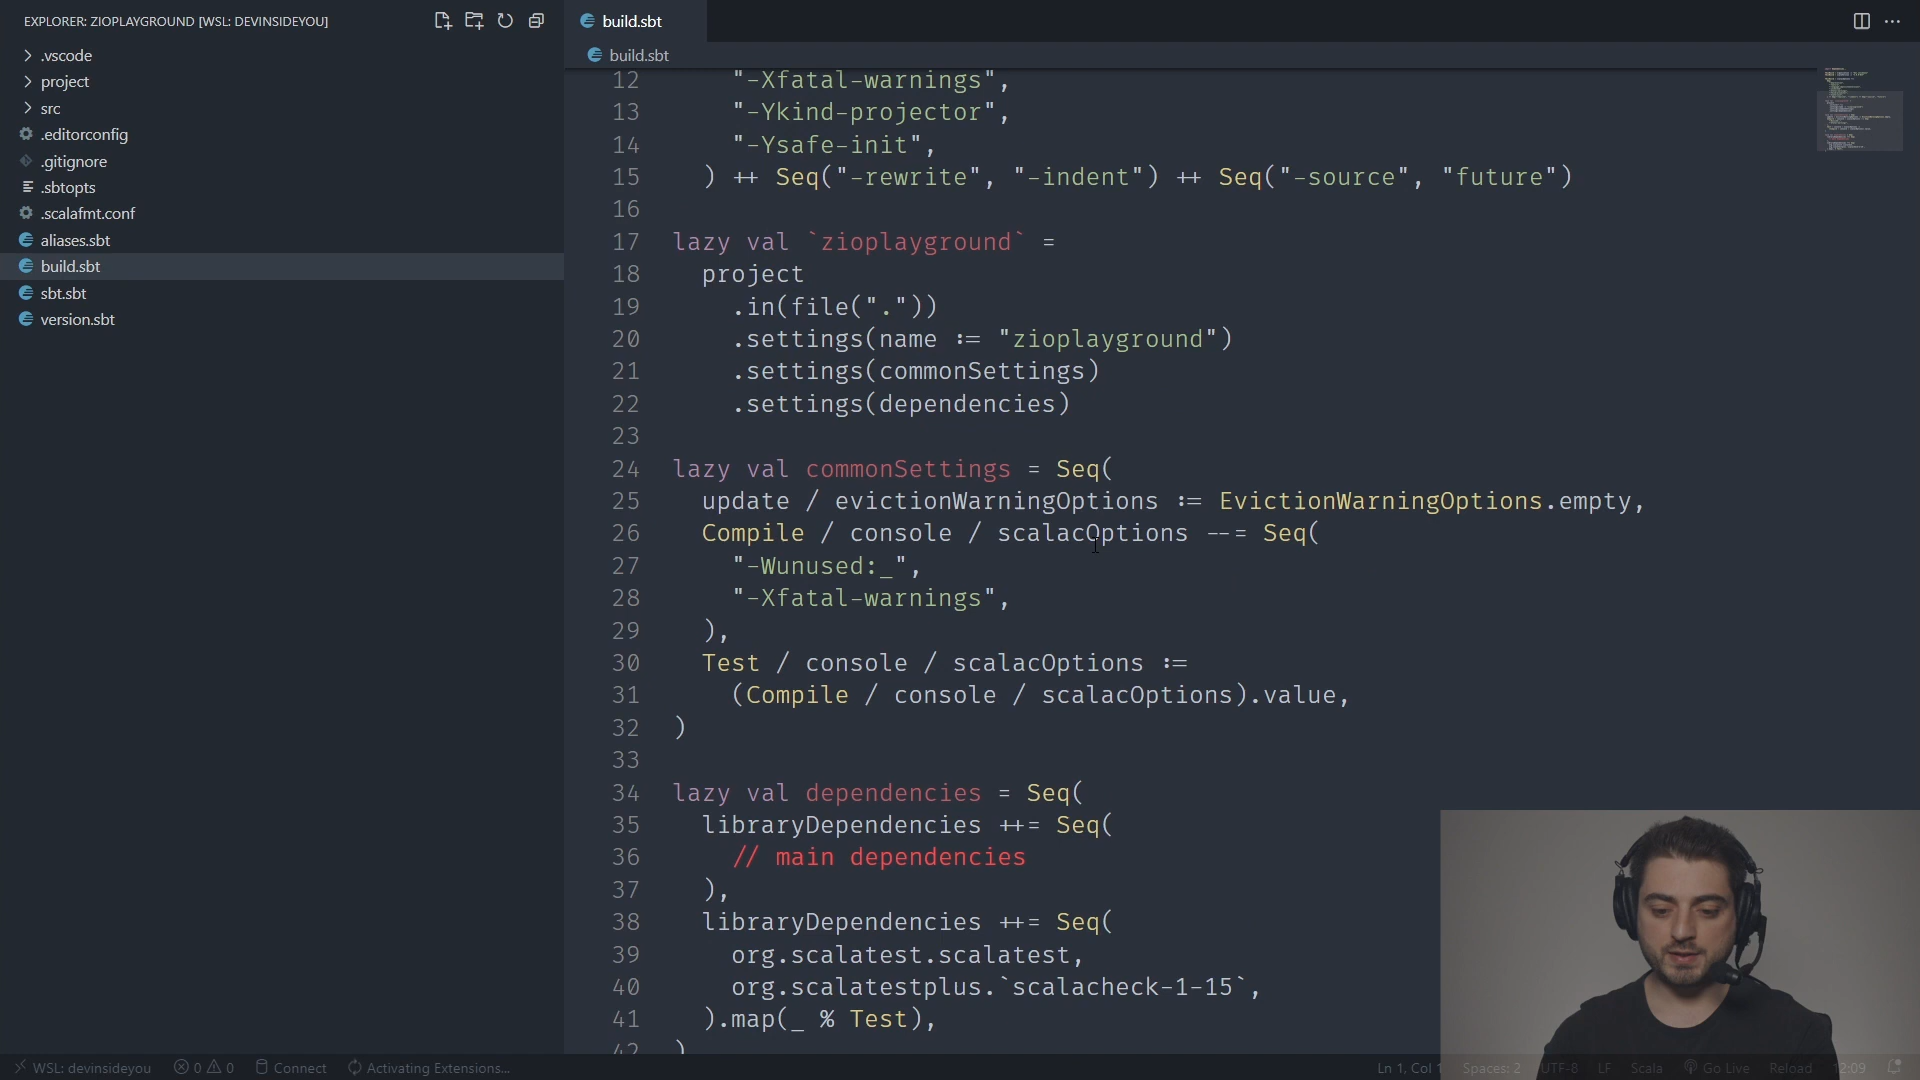 EXPLORER: ZIOPLAYGROUND [WSL: DEVINSIDEYOU]
.vscode
project
src
.editorconfig
.gitignore
.sbtopts
.scalafmt.conf
aliases.sbt
build.sbt
sbt.sbt
version.sbt
build.sbt
build.sbt
12 "-Xfatal-warnings",
13 "-Ykind-projector",
14 "-Ysafe-init",
15 ) ++ Seq("-rewrite", "-indent") ++ Seq("-source", "future")
16
17 lazy val `zioplayground` =
18 project
19 .in(file("."))
20 .settings(name := "zioplayground")
21 .settings(commonSettings)
22 .settings(dependencies)
23
24 lazy val commonSettings = Seq(
25 update / evictionWarningOptions := EvictionWarningOptions.empty,
26 Compile / console / scalacOptions --= Seq(
27 "-Wunused:_",
28 "-Xfatal-warnings",
29 ),
30 Test / console / scalacOptions :=
31 (Compile / console / scalacOptions).value,
32 )
33
34 lazy val dependencies = Seq(
35 libraryDependencies ++= Seq(
36 // main dependencies
37 ),
38 libraryDependencies ++= Seq(
39 org.scalatest.scalatest,
40 org.scalatestplus.`scalacheck-1-15`,
41 ).map(_ % Test),
42 )
WSL: devinsideyou 0 0 Connect Activating Extensions... Ln 1, Col 1 Spaces: 2 UTF-8 LF Scala Go Live Reload 12:09